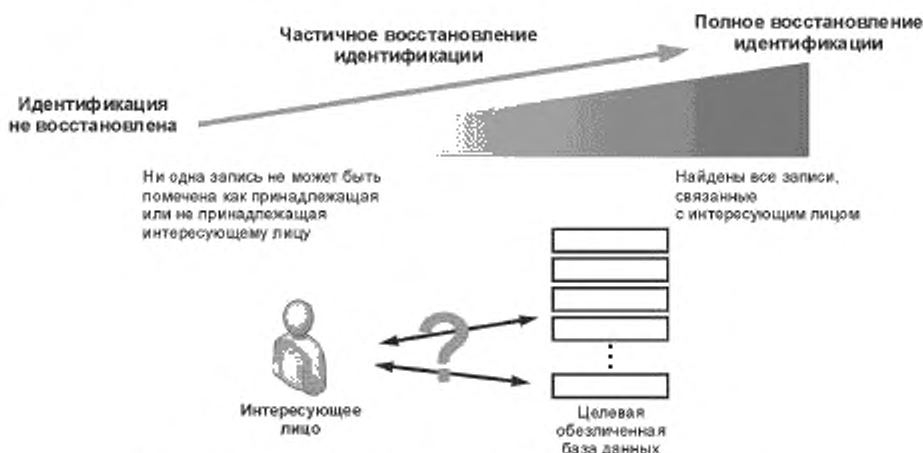 Полное восстановление
идентификации
Частичное восстановление
идентификации
Идентификация
не восстановлена
Ни одна запись не может быть
помечена как принадлежащая
или не принадлежащая
интересующему лицу
Найдены все записи,
связанные
с интересующим лицом
?
Интересующее
лицо
Целевая
обезличенная
база данных